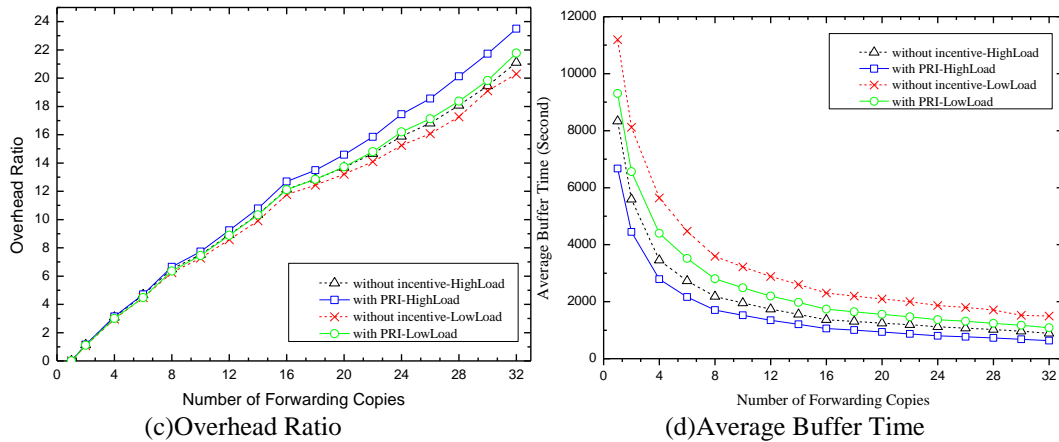 24
22
20
18
16
14
12
10
8
6
4
2
0
Overhead Ratio
without incentive-HighLoad
with PRI-HighLoad
without incentive-LowLoad
with PRI-LowLoad
0 4 8 12 16 20 24 28 32
Number of Forwarding Copies
(c)Overhead Ratio
12000
10000
8000
6000
4000
2000
0
Average Buffer Time (Second)
without incentive-HighLoad
with PRI-HighLoad
without incentive-LowLoad
with PRI-LowLoad
0 4 8 12 16 20 24 28 32
Number of Forwarding Copies
(d)Average Buffer Time